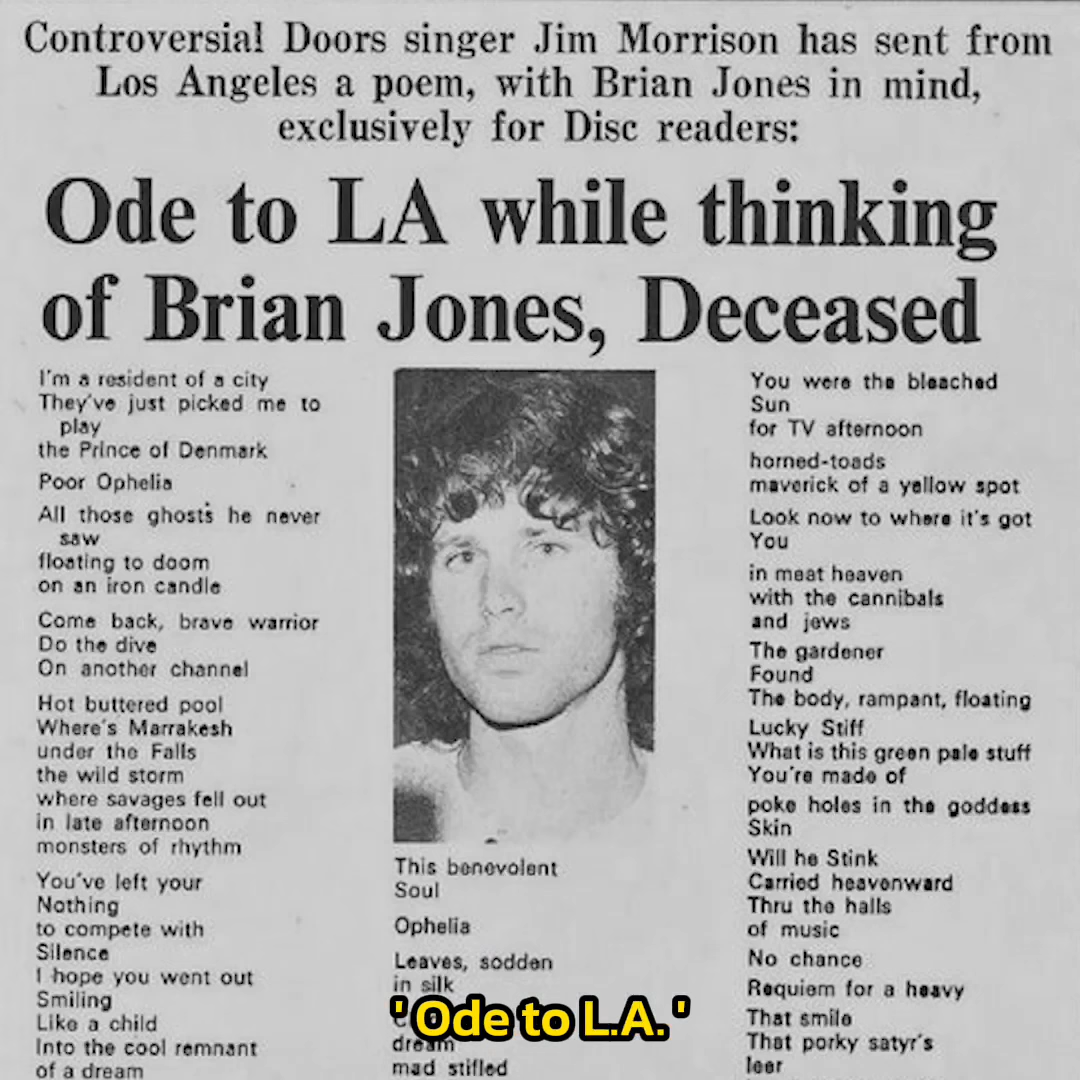 Controversial Doors singer Jim Morrison has sent from
Los Angeles a poem, with Brian Jones in mind,
exclusively for Disc readers:
Ode to LA while thinking
of Brian Jones, Deceased
I'm a resident of a city
They've just picked me to
play
the Prince of Denmark
Poor Ophelia
All those ghosts he never
saw
floating to doom
on an iron candle
Come back, brave warrior
Do the dive
On another channel
Hot buttered pool
Where's Marrakesh
under the Falls
the wild storm
where savages fell out
in late afternoon
monsters of rhythm
You've left your
Nothing
to compete with
Silence
I hope you went out
Smiling
Like a child
Into the cool remnant
of a dream
This benevolent
Soul
Ophelia
Leaves, sodden
in silk
dream
mad stifled
You were the bleached
Sun
for TV afternoon
horned-toads
maverick of a yellow spot
Look now to where it's got
You
in meat heaven
with the cannibals
and jews
The gardener
Found
The body, rampant, floating
Lucky Stiff
What is this green pale stuff
You're made of
poke holes in the goddess
Skin
Will he Stink
Carried heavenward
Thru the halls
of music
No chance
Requiem for a heavy
That smile
That porky satyr's
leer
'Ode to L.A.'